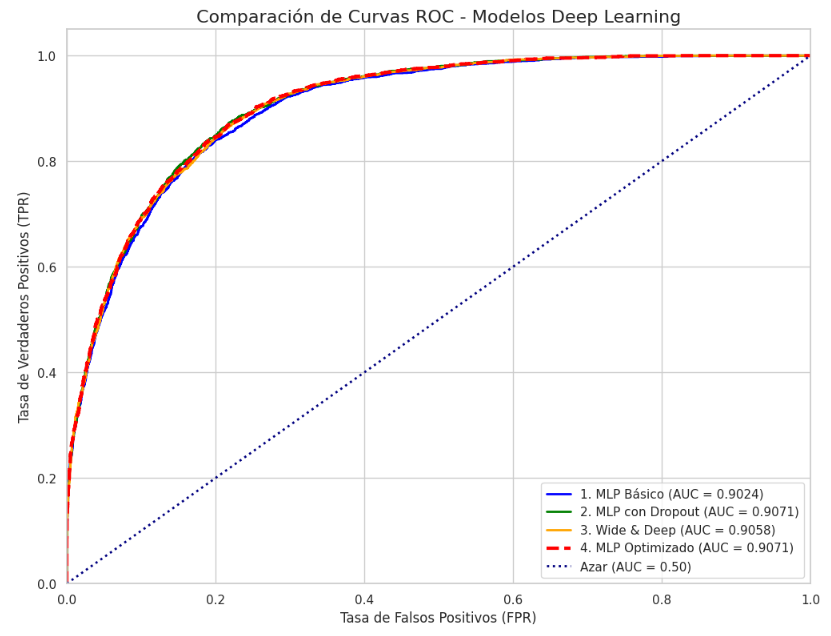 Comparación de Curvas ROC - Modelos Deep Learning
Tasa de Verdaderos Positivos (TPR)
1.0
0.8
0.6
0.4
0.2
0.0
0.0 0.2 0.4 0.6 0.8 1.0
Tasa de Falsos Positivos (FPR)
1. MLP Básico (AUC = 0.9024)
2. MLP con Dropout (AUC = 0.9071)
3. Wide & Deep (AUC = 0.9058)
4. MLP Optimizado (AUC = 0.9071)
Azar (AUC = 0.50)